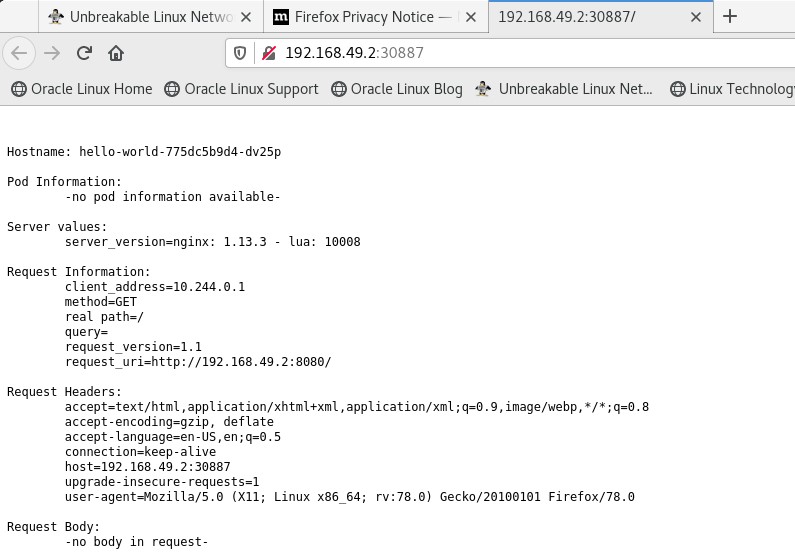 Unbreakable Linux Netwo
Firefox Privacy Notice —
192.168.49.2:30887/
192.168.49.2:30887
Oracle Linux Home
Oracle Linux Support
Oracle Linux Blog
Unbreakable Linux Net...
Linux Technology
Hostname: hello-world-775dc5b9d4-dv25p
Pod Information:
-no pod information available-
Server values:
server_version=nginx: 1.13.3 - lua: 10008
Request Information:
client_address=10.244.0.1
method=GET
real path=/
query=
request_version=1.1
request_uri=http://192.168.49.2:8080/
Request Headers:
accept=text/html,application/xhtml+xml,application/xml;q=0.9,image/webp,*/*;q=0.8
accept-encoding=gzip, deflate
accept-language=en-US,en;q=0.5
connection=keep-alive
host=192.168.49.2:30887
upgrade-insecure-requests=1
user-agent=Mozilla/5.0 (X11; Linux x86_64; rv:78.0) Gecko/20100101 Firefox/78.0
Request Body:
-no body in request-